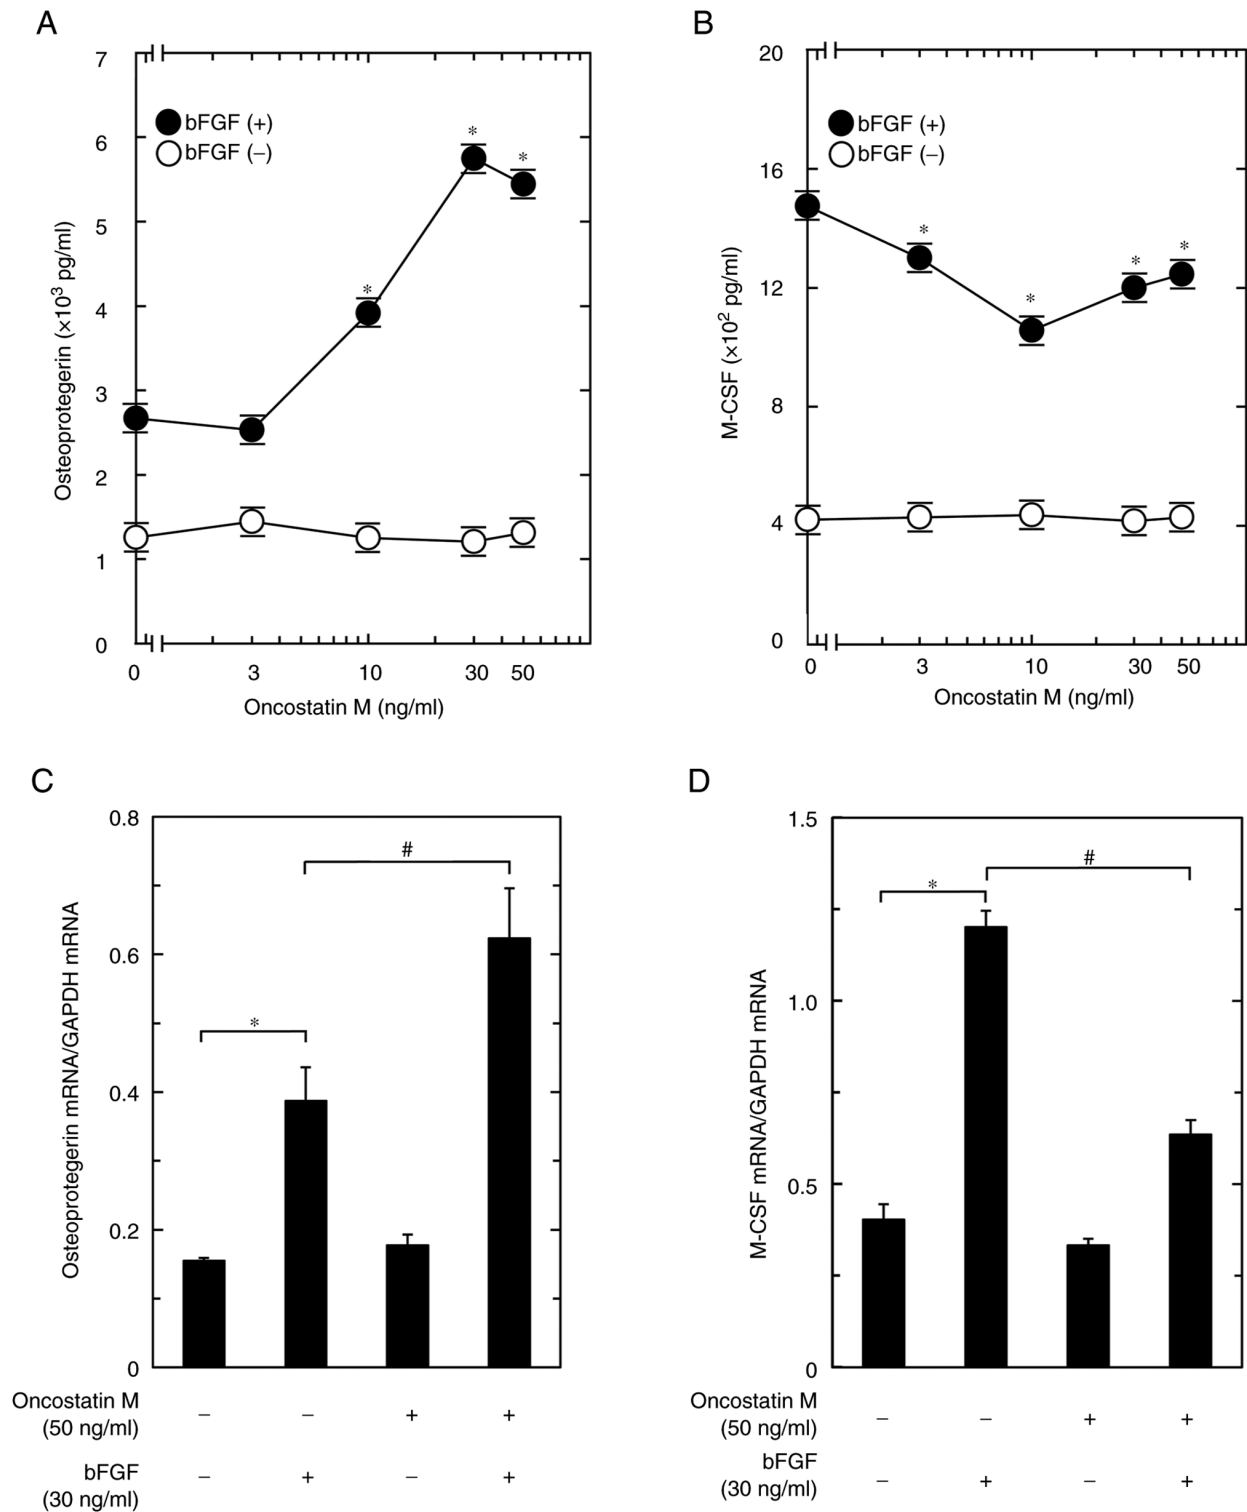 A
7
6
5
4
3
2
1
0
Osteoprotegerin (×10³ pg/ml)
bFGF (+)
bFGF (−)
*
*
*
0 3 10 30 50
Oncostatin M (ng/ml)
B
20
16
12
8
4
0
M-CSF (×10² pg/ml)
bFGF (+)
bFGF (−)
*
*
*
*
0 3 10 30 50
Oncostatin M (ng/ml)
C
0.8
0.6
0.4
0.2
0
Osteoprotegerin mRNA/GAPDH mRNA
*
#
Oncostatin M
(50 ng/ml)
− − + +
bFGF
(30 ng/ml)
− + − +
D
1.5
1.0
0.5
0
M-CSF mRNA/GAPDH mRNA
*
#
Oncostatin M
(50 ng/ml)
− − + +
bFGF
(30 ng/ml)
− + − +